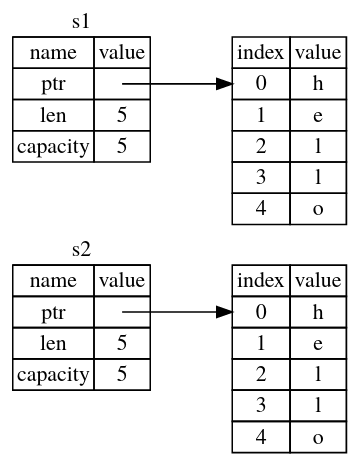 s1
name value index value
ptr 0 h
len 5 1 e
capacity 5 2 l
3 l
4 o
s2
name value index value
ptr 0 h
len 5 1 e
capacity 5 2 l
3 l
4 o